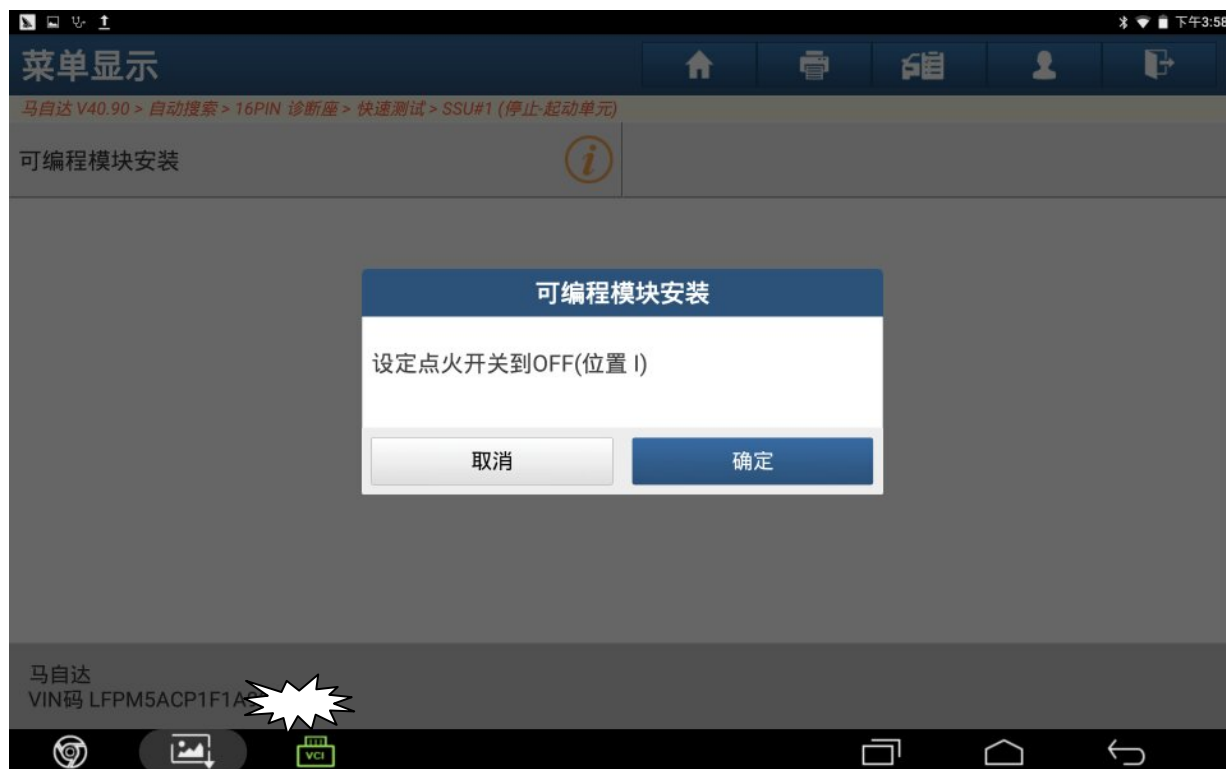 下午3:58
菜单显示
马自达 V40.90 > 自动搜索 > 16PIN 诊断座 > 快速测试 > SSU#1 (停止-起动单元)
可编程模块安装
i
可编程模块安装
设定点火开关到OFF(位置 I)
取消
确定
马自达
VIN码 LFPM5ACP1F1A
VCI